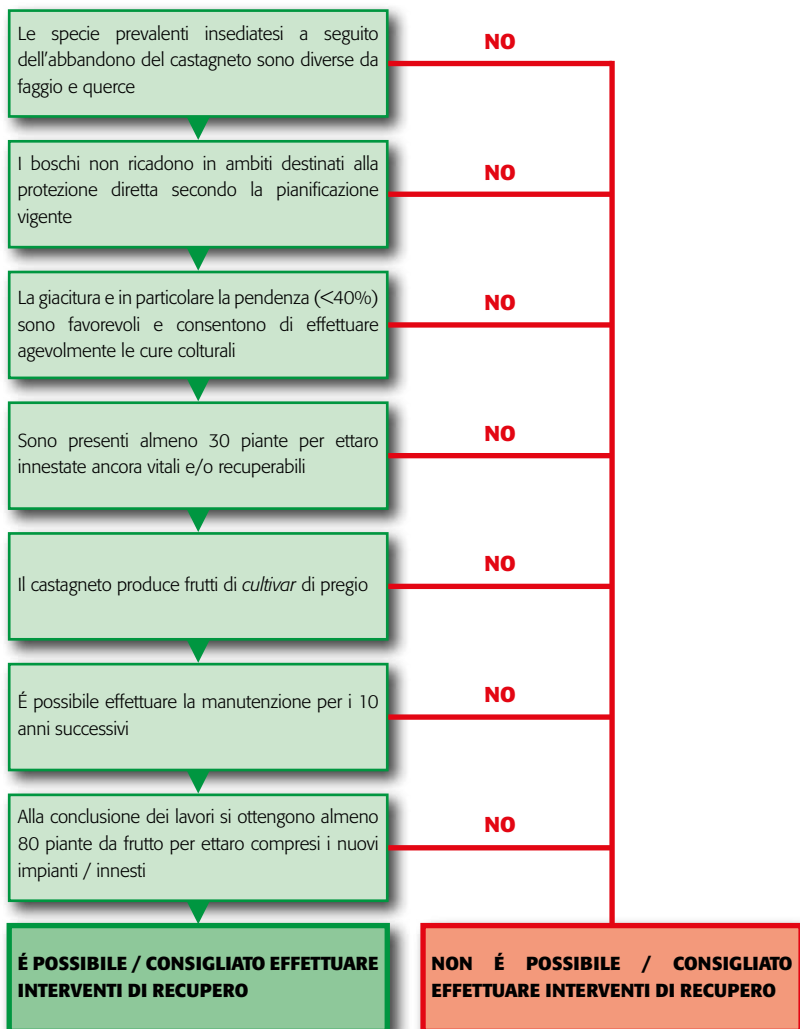 Le specie prevalenti insediatesi a seguito
dell'abbandono del castagneto sono diverse da
faggio e querce
NO
I boschi non ricadono in ambiti destinati alla
protezione diretta secondo la pianificazione
vigente
NO
La giacitura e in particolare la pendenza (<40%)
sono favorevoli e consentono di effettuare
agevolmente le cure colturali
NO
Sono presenti almeno 30 piante per ettaro
innestate ancora vitali e/o recuperabili
NO
Il castagneto produce frutti di cultivar di pregio
NO
É possibile effettuare la manutenzione per i 10
anni successivi
NO
Alla conclusione dei lavori si ottengono almeno
80 piante da frutto per ettaro compresi i nuovi
impianti / innesti
NO
É POSSIBILE / CONSIGLIATO EFFETTUARE
INTERVENTI DI RECUPERO
NON É POSSIBILE / CONSIGLIATO
EFFETTUARE INTERVENTI DI RECUPERO